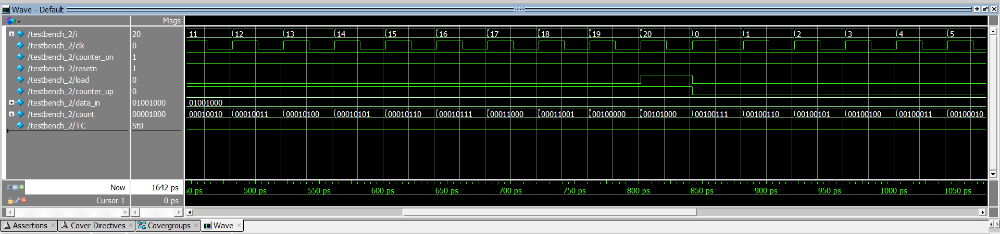 Wave - Default
Msgs
/testbench_2/i 20 11 12 13 14 15 16 17 18 19 20 0 1 2 3 4 5
/testbench_2/clk 0
/testbench_2/counter_on 1
/testbench_2/resetn 1
/testbench_2/load 0
/testbench_2/counter_up 0
/testbench_2/data_in 01001000 01001000
/testbench_2/count 00001000 00010010 00010011 00010100 00010101 00010110 00010111 00011000 00011001 00100000 00101000 00100111 00100110 00100101 00100100 00100011 00100010
/testbench_2/TC St0
Now 1642 ps 50 ps 500 ps 550 ps 600 ps 650 ps 700 ps 750 ps 800 ps 850 ps 900 ps 950 ps 1000 ps 1050 ps
Cursor 1 0 ps
Assertions Cover Directives Covergroups Wave